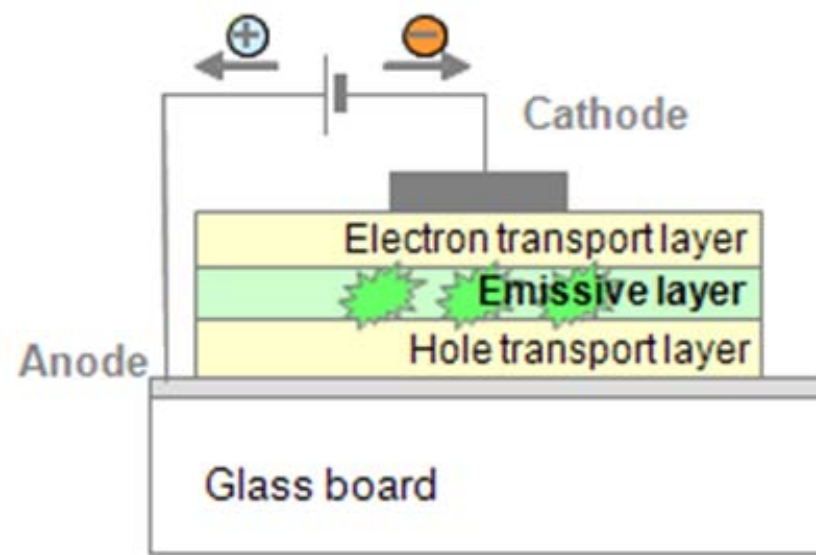 +
−
Cathode
Electron transport layer
Emissive layer
Hole transport layer
Anode
Glass board